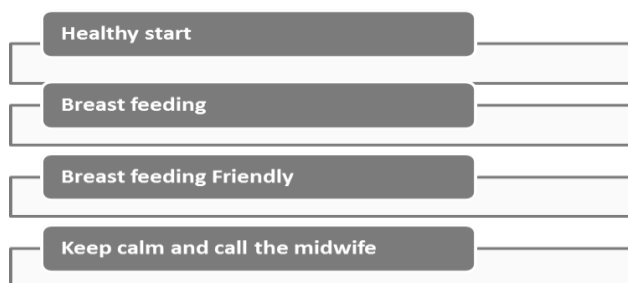 Healthy start
Breast feeding
Breast feeding Friendly
Keep calm and call the midwife